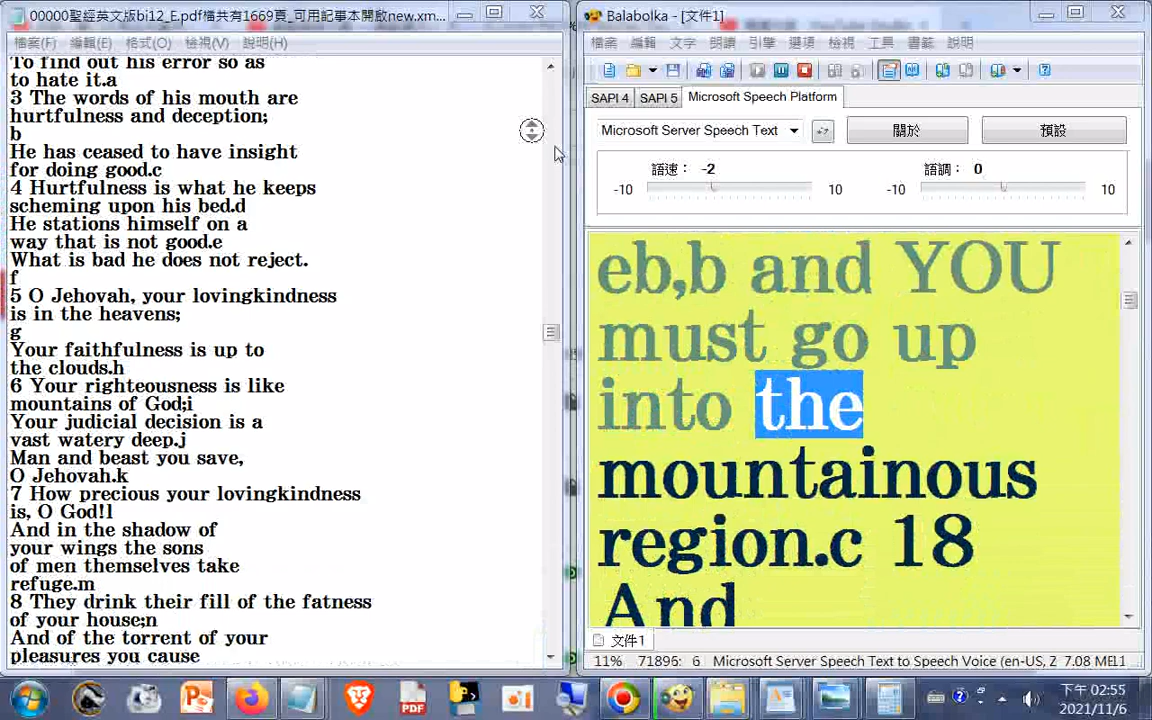 00000聖經英文版bi12_E.pdf檔共有1669頁_可用記事本開啟new.xm...
檔案(F) 編輯(E) 格式(O) 檢視(V) 說明(H)
To find out his error so as
to hate it.a
3 The words of his mouth are
hurtfulness and deception;
b
He has ceased to have insight
for doing good.c
4 Hurtfulness is what he keeps
scheming upon his bed.d
He stations himself on a
way that is not good.e
What is bad he does not reject.
f
5 O Jehovah, your lovingkindness
is in the heavens;
g
Your faithfulness is up to
the clouds.h
6 Your righteousness is like
mountains of God;i
Your judicial decision is a
vast watery deep.j
Man and beast you save,
O Jehovah.k
7 How precious your lovingkindness
is, O God!l
And in the shadow of
your wings the sons
of men themselves take
refuge.m
8 They drink their fill of the fatness
of your house;n
And of the torrent of your
pleasures you cause
Balabolka - [文件1]
檔案 編輯 文字 朗讀 引擎 選項 檢視 工具 書籤 說明
SAPI 4 SAPI 5 Microsoft Speech Platform
Microsoft Server Speech Text 關於 預設
語速: -2 語調: 0
-10 10 -10 10
eb,b and YOU
must go up
into the
mountainous
region.c 18
And
文件1
11% 71895: 6 Microsoft Server Speech Text to Speech Voice (en-US, Z 7.08 ME11
PDF
下午 02:55
2021/11/6